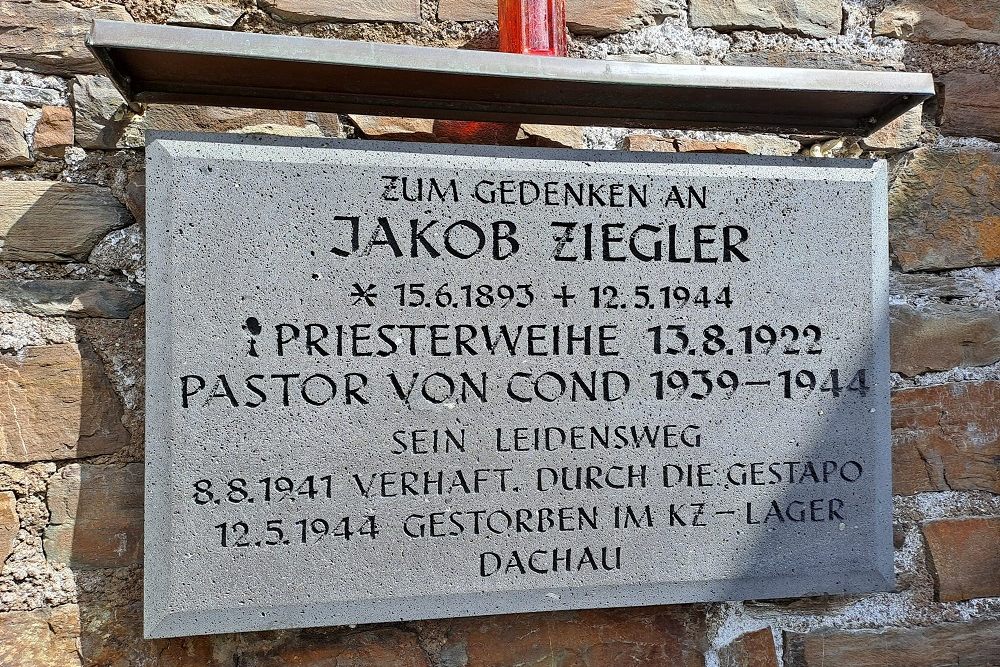 ZUM GEDENKEN AN
JAKOB ZIEGLER
* 15.6.1893 + 12.5.1944
PRIESTERWEIHE 13.8.1922
PASTOR VON COND 1939-1944
SEIN LEIDENSWEG
8.8.1941 VERHAFT. DURCH DIE GESTAPO
12.5.1944 GESTORBEN IM KZ-LAGER
DACHAU